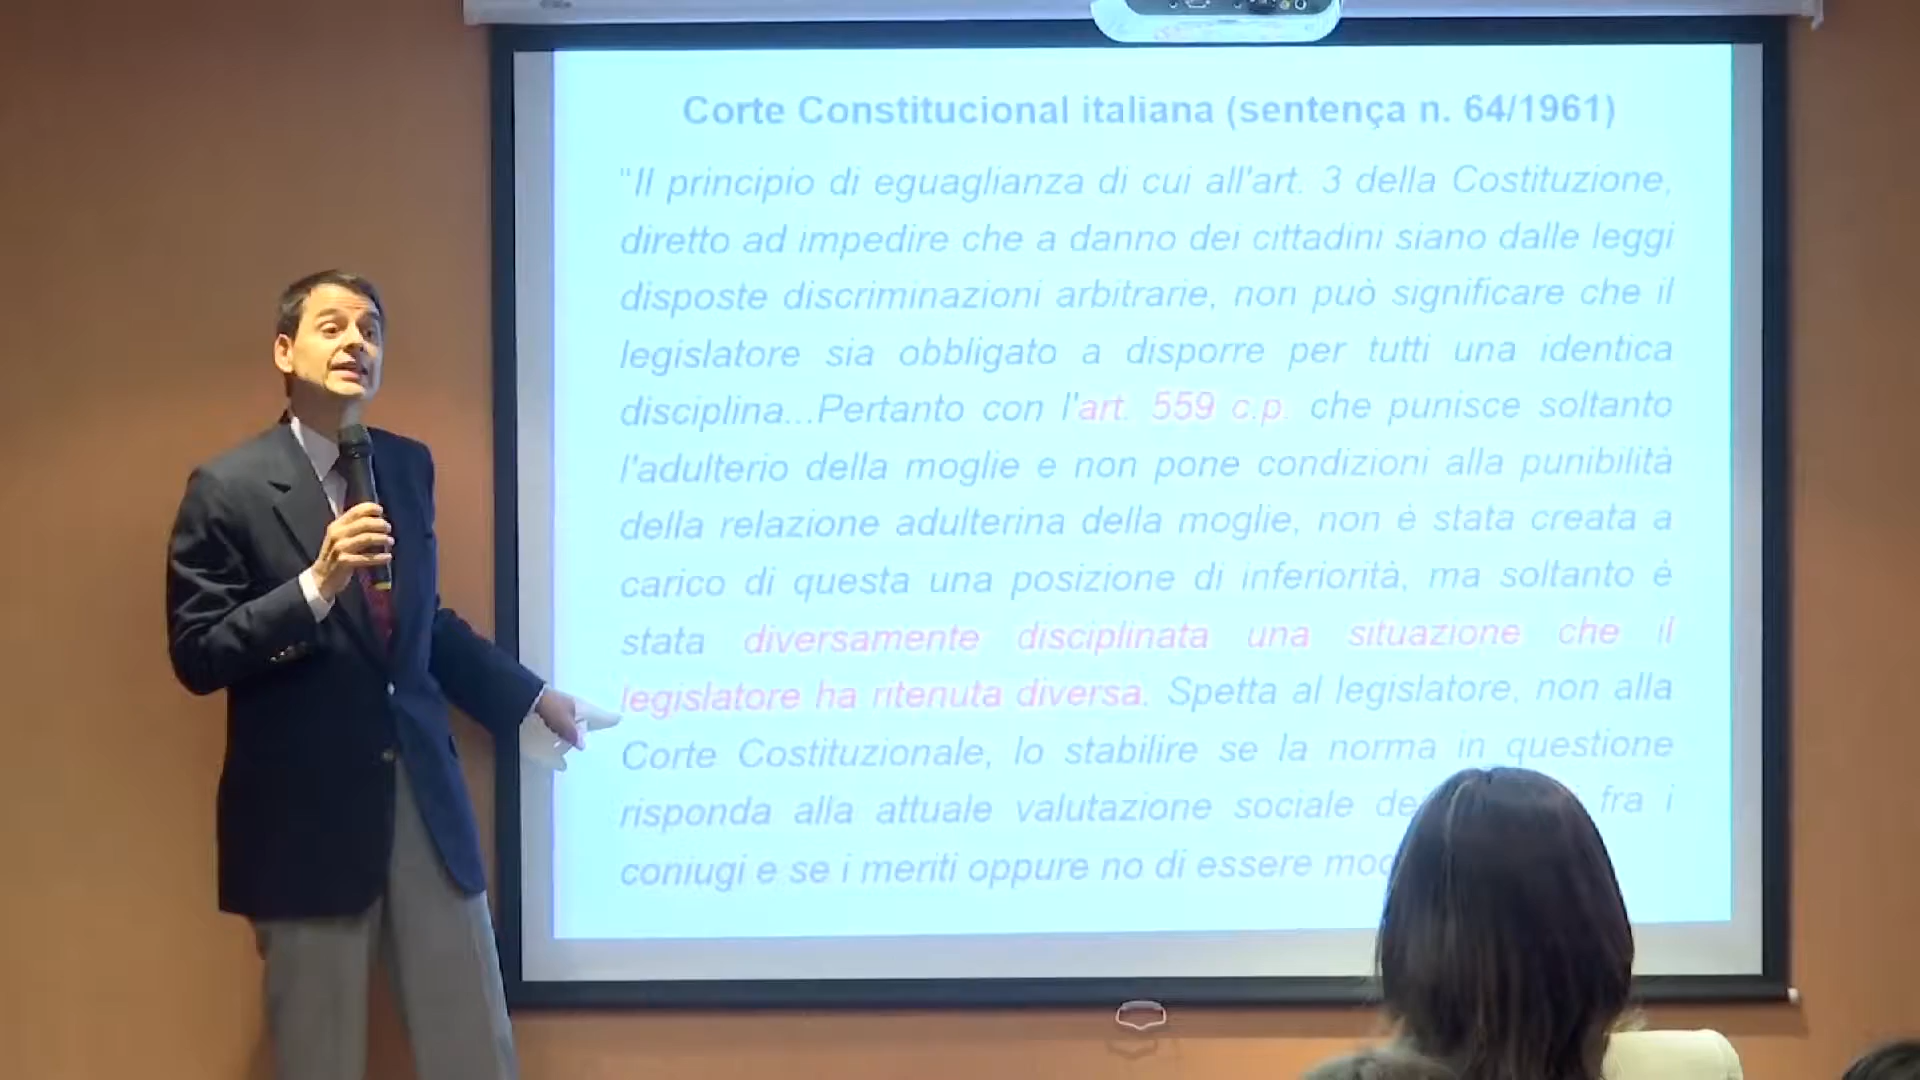 Corte Constitucional italiana (sentença n. 64/1961)
"Il principio di eguaglianza di cui all'art. 3 della Costituzione,
diretto ad impedire che a danno dei cittadini siano dalle leggi
disposte discriminazioni arbitrarie, non può significare che il
legislatore sia obbligato a disporre per tutti una identica
disciplina...Pertanto con l'art. 559 c.p. che punisce soltanto
l'adulterio della moglie e non pone condizioni alla punibilità
della relazione adulterina della moglie, non è stata creata a
carico di questa una posizione di inferiorità, ma soltanto è
stata diversamente disciplinata una situazione che il
legislatore ha ritenuta diversa. Spetta al legislatore, non alla
Corte Costituzionale, lo stabilire se la norma in questione
risponda alla attuale valutazione sociale fra i
coniugi e se i meriti oppure no di essere